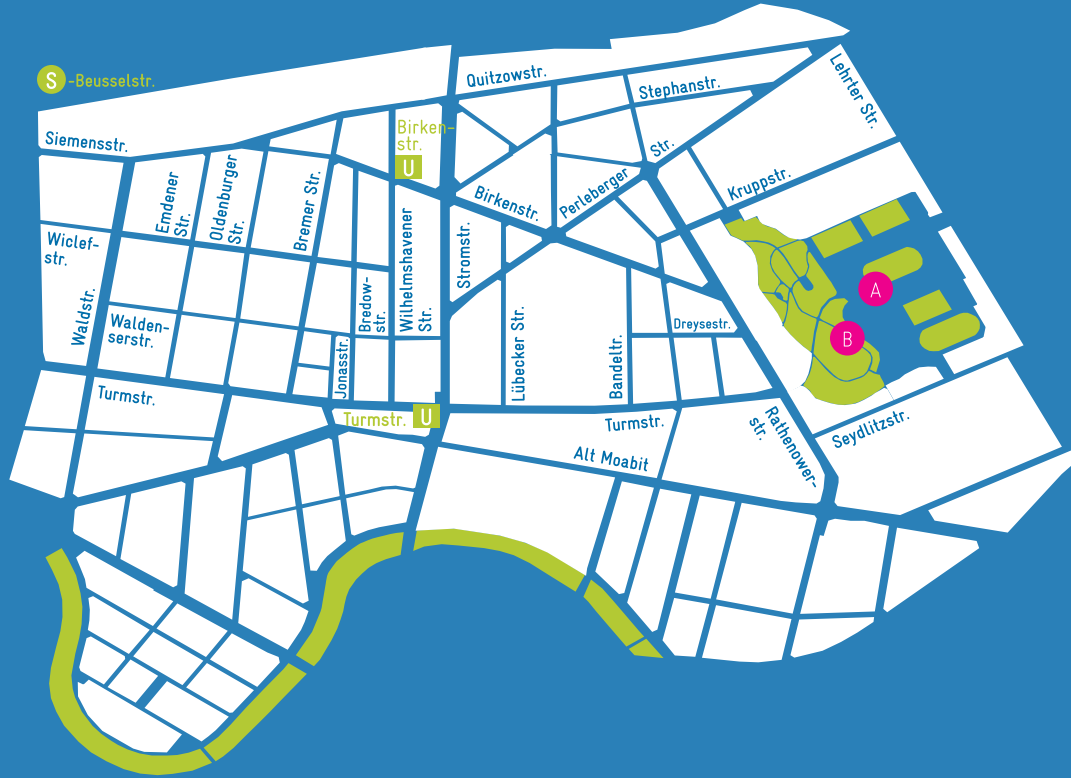 S -Beusselstr.
Quitzowstr.
Stephanstr.
Lehrter Str.
Siemensstr.
Birken-
str.
U
Str.
Perleberger
Kruppstr.
Emdener
Str.
Oldenburger
Str.
Bremer Str.
Birkenstr.
Wiclef-
str.
Wilhelmshavener
Str.
Stromstr.
A
B
Waldstr.
Walden-
serstr.
Bredow-
str.
Jonasstr.
Lübecker Str.
Bandeltr.
Dreysestr.
Turmstr.
Turmstr. U
Turmstr.
Rathenower-
str.
Seydlitzstr.
Alt Moabit